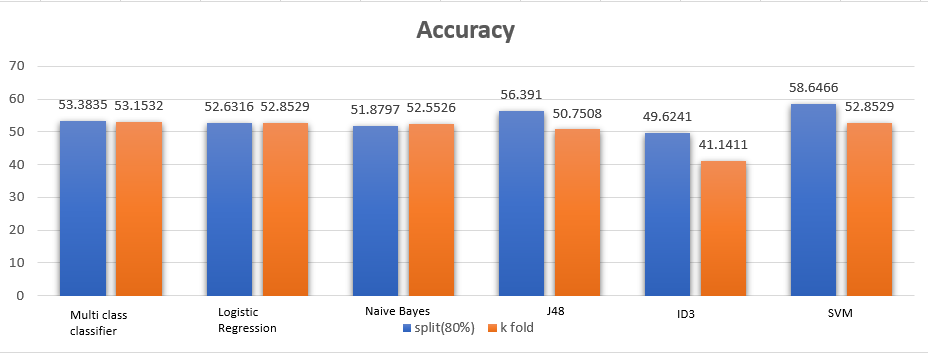 Accuracy
70
60
50
40
30
20
10
0
53.3835
53.1532
52.6316
52.8529
51.8797
52.5526
56.391
50.7508
49.6241
41.1411
58.6466
52.8529
Multi class
classifier
Logistic
Regression
Naive Bayes
J48
ID3
SVM
split(80%)
k fold